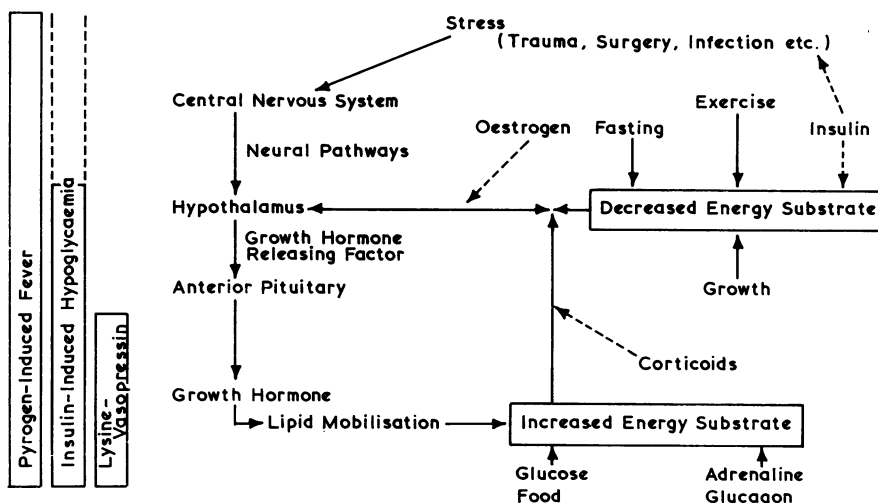 Stress
(Trauma, Surgery, Infection etc.)
Central Nervous System
Exercise
Oestrogen
Fasting
Insulin
Neural Pathways
Hypothalamus
Decreased Energy Substrate
Growth Hormone
Releasing Factor
Anterior Pituitary
Growth
Corticoids
Growth Hormone
Lipid Mobilisation
Increased Energy Substrate
Glucose
Food
Adrenaline
Glucagon
Pyrogen-Induced Fever
Insulin-Induced Hypoglycaemia
Lysine-
Vasopressin